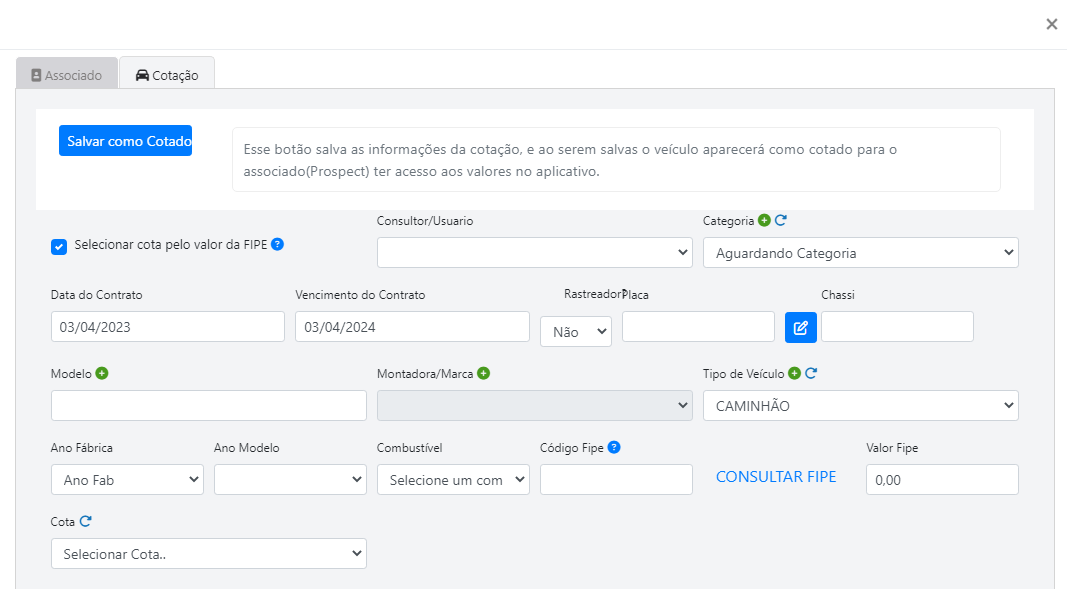 ×
Associado
Cotação
Salvar como Cotado
Esse botão salva as informações da cotação, e ao serem salvas o veículo aparecerá como cotado para o
associado(Prospect) ter acesso aos valores no aplicativo.
Selecionar cota pelo valor da FIPE ?
Consultor/Usuario
Categoria
Aguardando Categoria
Data do Contrato
03/04/2023
Vencimento do Contrato
03/04/2024
Rastreador?
Não
Placa
Chassi
Modelo
Montadora/Marca
Tipo de Veículo
CAMINHÃO
Ano Fábrica
Ano Fab
Ano Modelo
Combustível
Selecione um com
Código Fipe ?
CONSULTAR FIPE
Valor Fipe
0,00
Cota
Selecionar Cota..